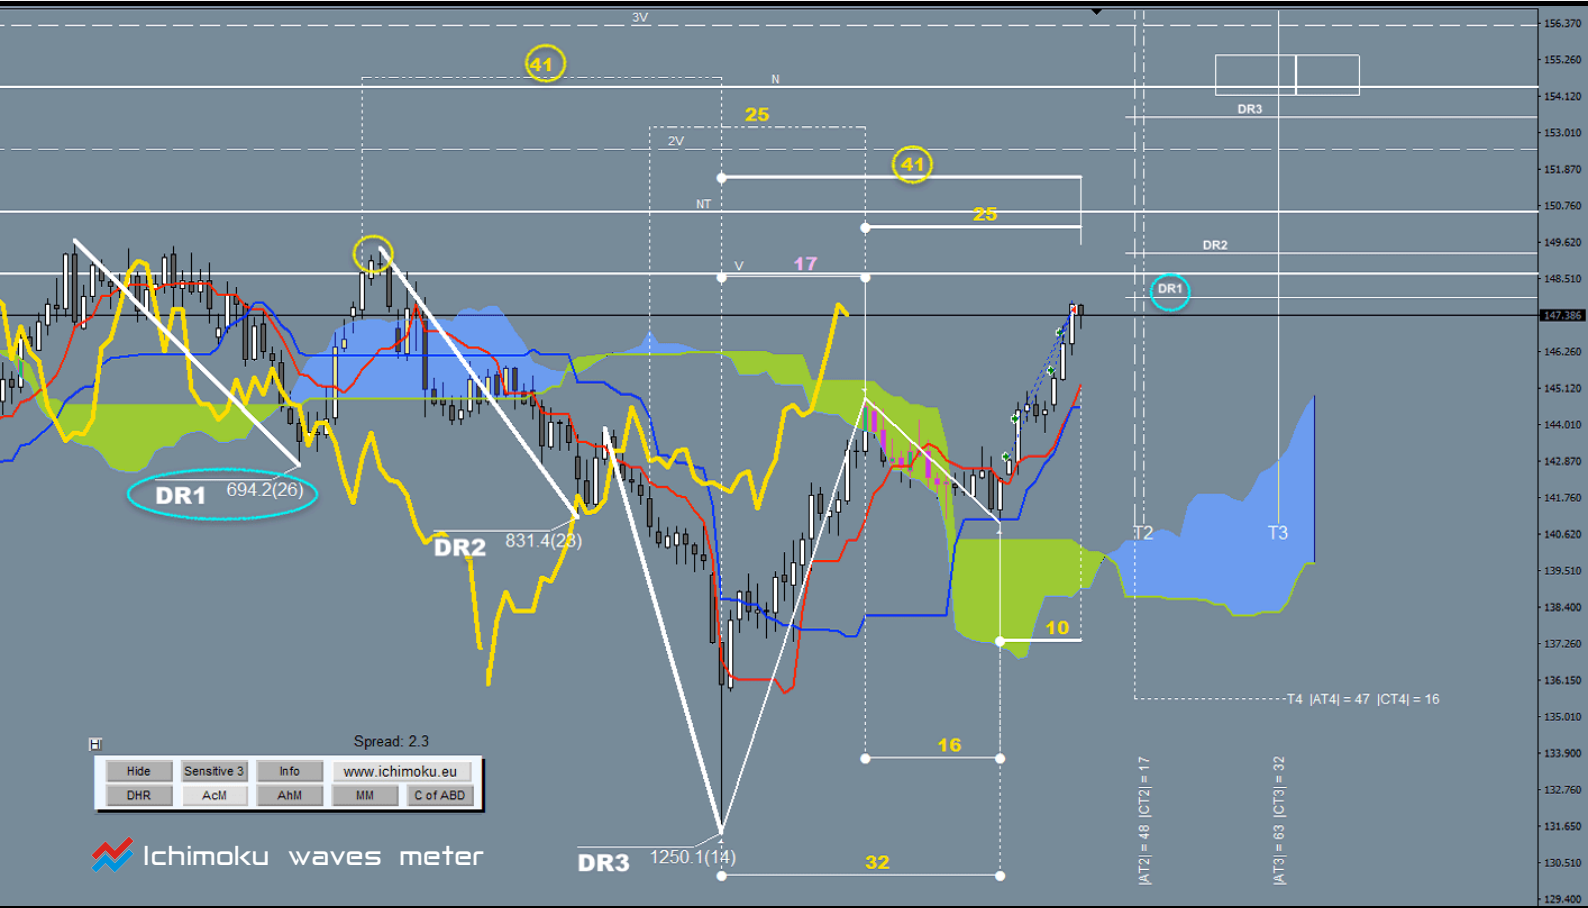 3V
156.370
41
155.260
N
154.120
DR3
25
153.010
2V
41
151.870
NT
150.760
25
DR2
149.620
V
17
148.510
DR1
147.386
146.260
145.120
144.010
142.870
DR1 694.2(26)
141.760
DR2 831.4(23)
T2
T3
140.620
139.510
138.400
10
137.260
136.150
T4 |AT4| = 47 |CT4| = 16
135.010
H
Spread: 2.3
16
133.900
Hide
Sensitive 3
Info
www.ichimoku.eu
DHR
AcM
AhM
MM
C of ABD
132.760
131.650
Ichimoku waves meter
DR3 1250.1(14)
32
130.510
129.400
|AT2| = 48 |CT2| = 17
|AT3| = 63 |CT3| = 32